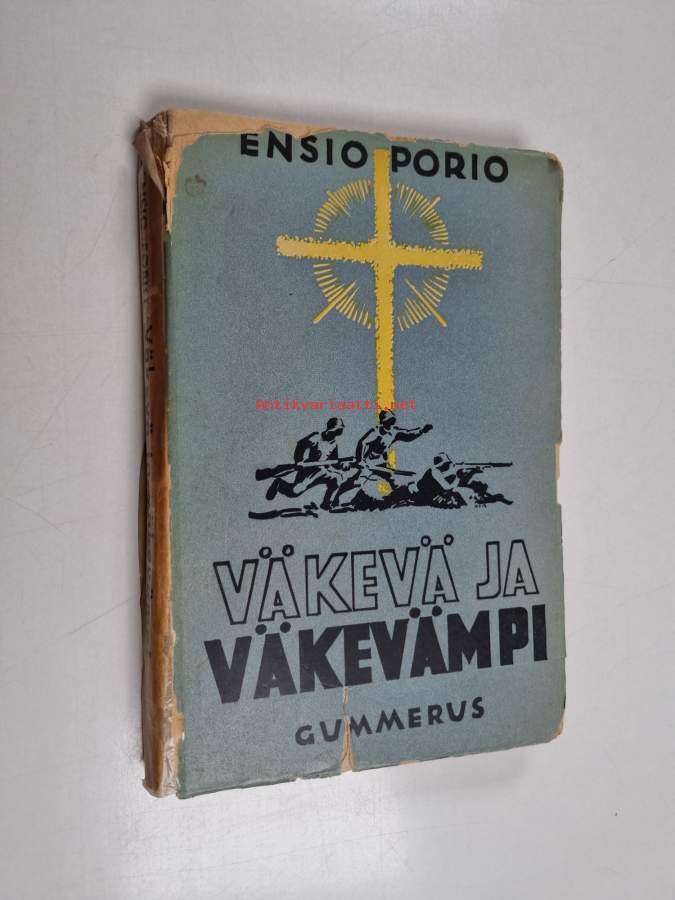 ENSIO PORIO
Antikvariaatti.net
VÄKEVÄ JA
VÄKEVÄMPI
GUMMERUS